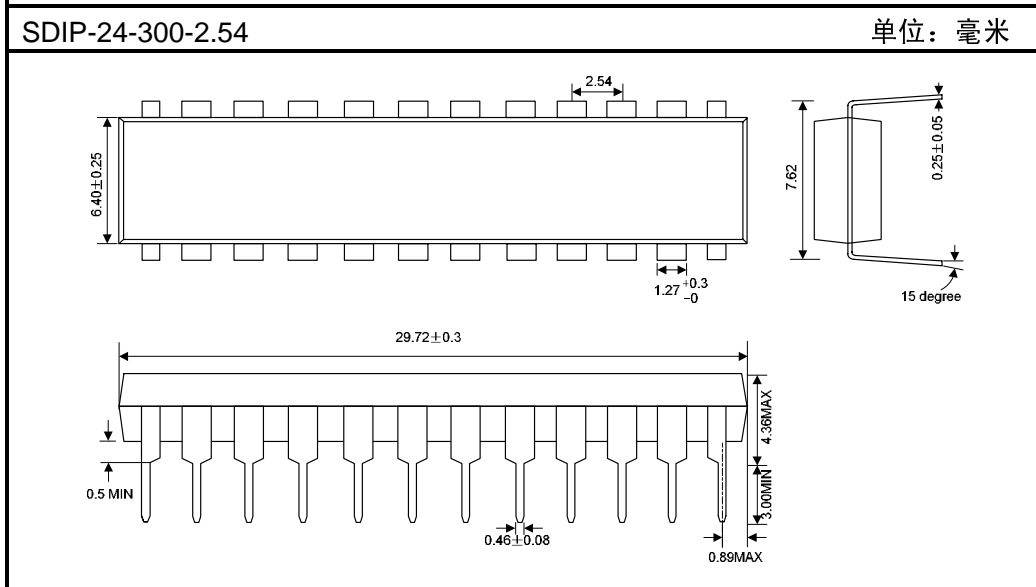 SDIP-24-300-2.54 单位：毫米
2.54
6.40±0.25
7.62
0.25±0.05
1.27 +0.3 -0
15 degree
29.72±0.3
4.36MAX
0.5 MIN
3.00MIN
0.46±0.08
0.89MAX